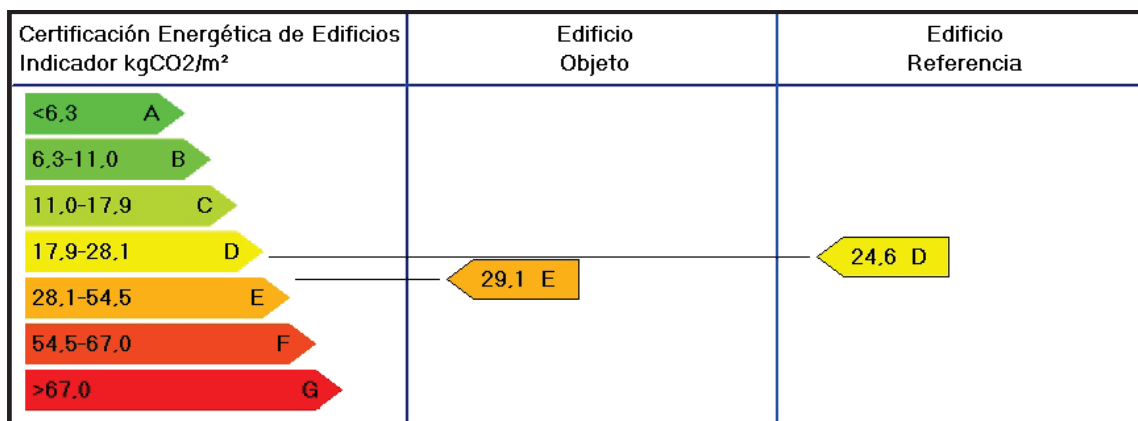 Certificación Energética de Edificios
Indicador kgCO2/m²
Edificio
Objeto
Edificio
Referencia
<6,3 A
6,3-11,0 B
11,0-17,9 C
17,9-28,1 D
28,1-54,5 E
54,5-67,0 F
>67,0 G
29,1 E
24,6 D